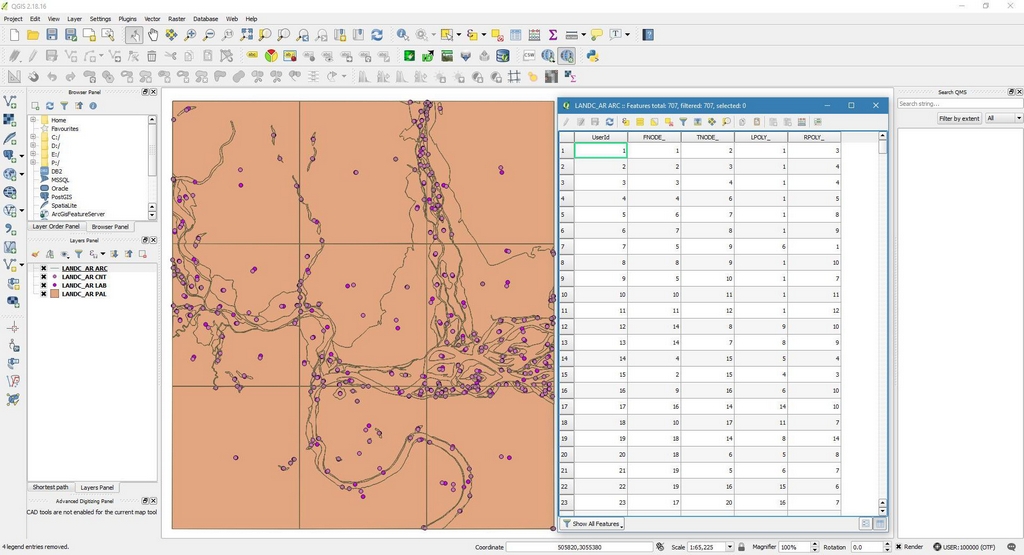 QGIS 2.18.16
Project Edit View Layer Settings Plugins Vector Raster Database Web Help
Browser Panel
Home
Favourites
C:/
D:/
E:/
P:/
DB2
MSSQL
Oracle
PostGIS
SpatiaLite
ArcGisFeatureServer
Layer Order Panel Browser Panel
Layers Panel
LANDC_AR ARC
LANDC_AR CNT
LANDC_AR LAB
LANDC_AR PAL
Shortest path Layers Panel
Advanced Digitizing Panel
CAD tools are not enabled for the current map tool
LANDC_AR ARC :: Features total: 707, filtered: 707, selected: 0
UserId FNODE_ TNODE_ LPOLY_ RPOLY_
1 1 1 2 1 3
2 2 2 3 1 4
3 3 3 4 1 4
4 4 4 6 1 5
5 5 6 7 1 8
6 6 7 8 1 9
7 7 5 9 6 1
8 8 8 9 1 10
9 9 5 10 1 7
10 10 10 11 1 11
11 11 11 12 1 12
12 12 14 8 9 10
13 13 14 7 8 9
14 14 4 15 5 4
15 15 2 15 4 3
16 16 9 16 6 10
17 17 16 14 14 10
18 18 10 17 11 7
19 19 18 14 8 14
20 20 18 6 5 8
21 21 19 5 6 7
22 22 19 16 15 6
23 23 17 20 16 7
Show All Features
Search QMS
Search string...
Filter by extent All
4 legend entries removed.
Coordinate 505820,3055380 Scale 1:65,225 Magnifier 100% Rotation 0.0 Render USER:100000 (OTF)